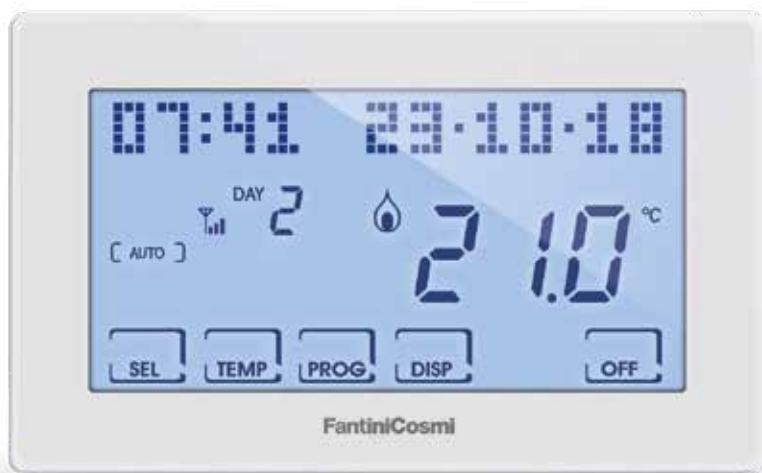 07:41 23·10·18
DAY 2
[ AUTO ]
21.0 °C
SEL TEMP PROG DISP OFF
FantiniCosmi